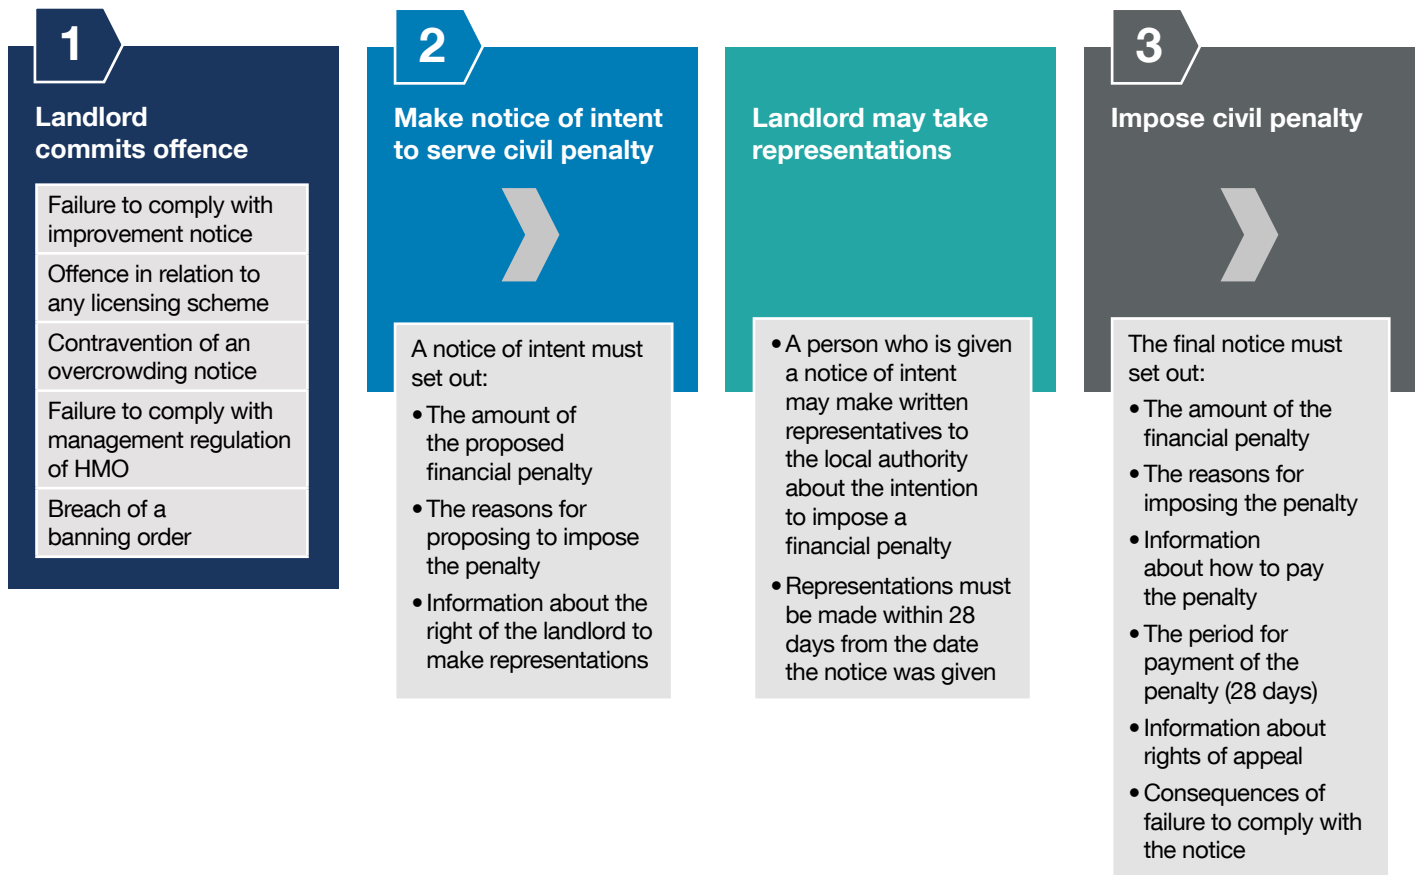 1
Landlord
commits offence
Failure to comply with
improvement notice
Offence in relation to
any licensing scheme
Contravention of an
overcrowding notice
Failure to comply with
management regulation
of HMO
Breach of a
banning order
2
Make notice of intent
to serve civil penalty
A notice of intent must
set out:
• The amount of
the proposed
financial penalty
• The reasons for
proposing to impose
the penalty
• Information about the
right of the landlord to
make representations
Landlord may take
representations
• A person who is given
a notice of intent
may make written
representatives to
the local authority
about the intention
to impose a
financial penalty
• Representations must
be made within 28
days from the date
the notice was given
3
Impose civil penalty
The final notice must
set out:
• The amount of the
financial penalty
• The reasons for
imposing the penalty
• Information
about how to pay
the penalty
• The period for
payment of the
penalty (28 days)
• Information about
rights of appeal
• Consequences of
failure to comply with
the notice